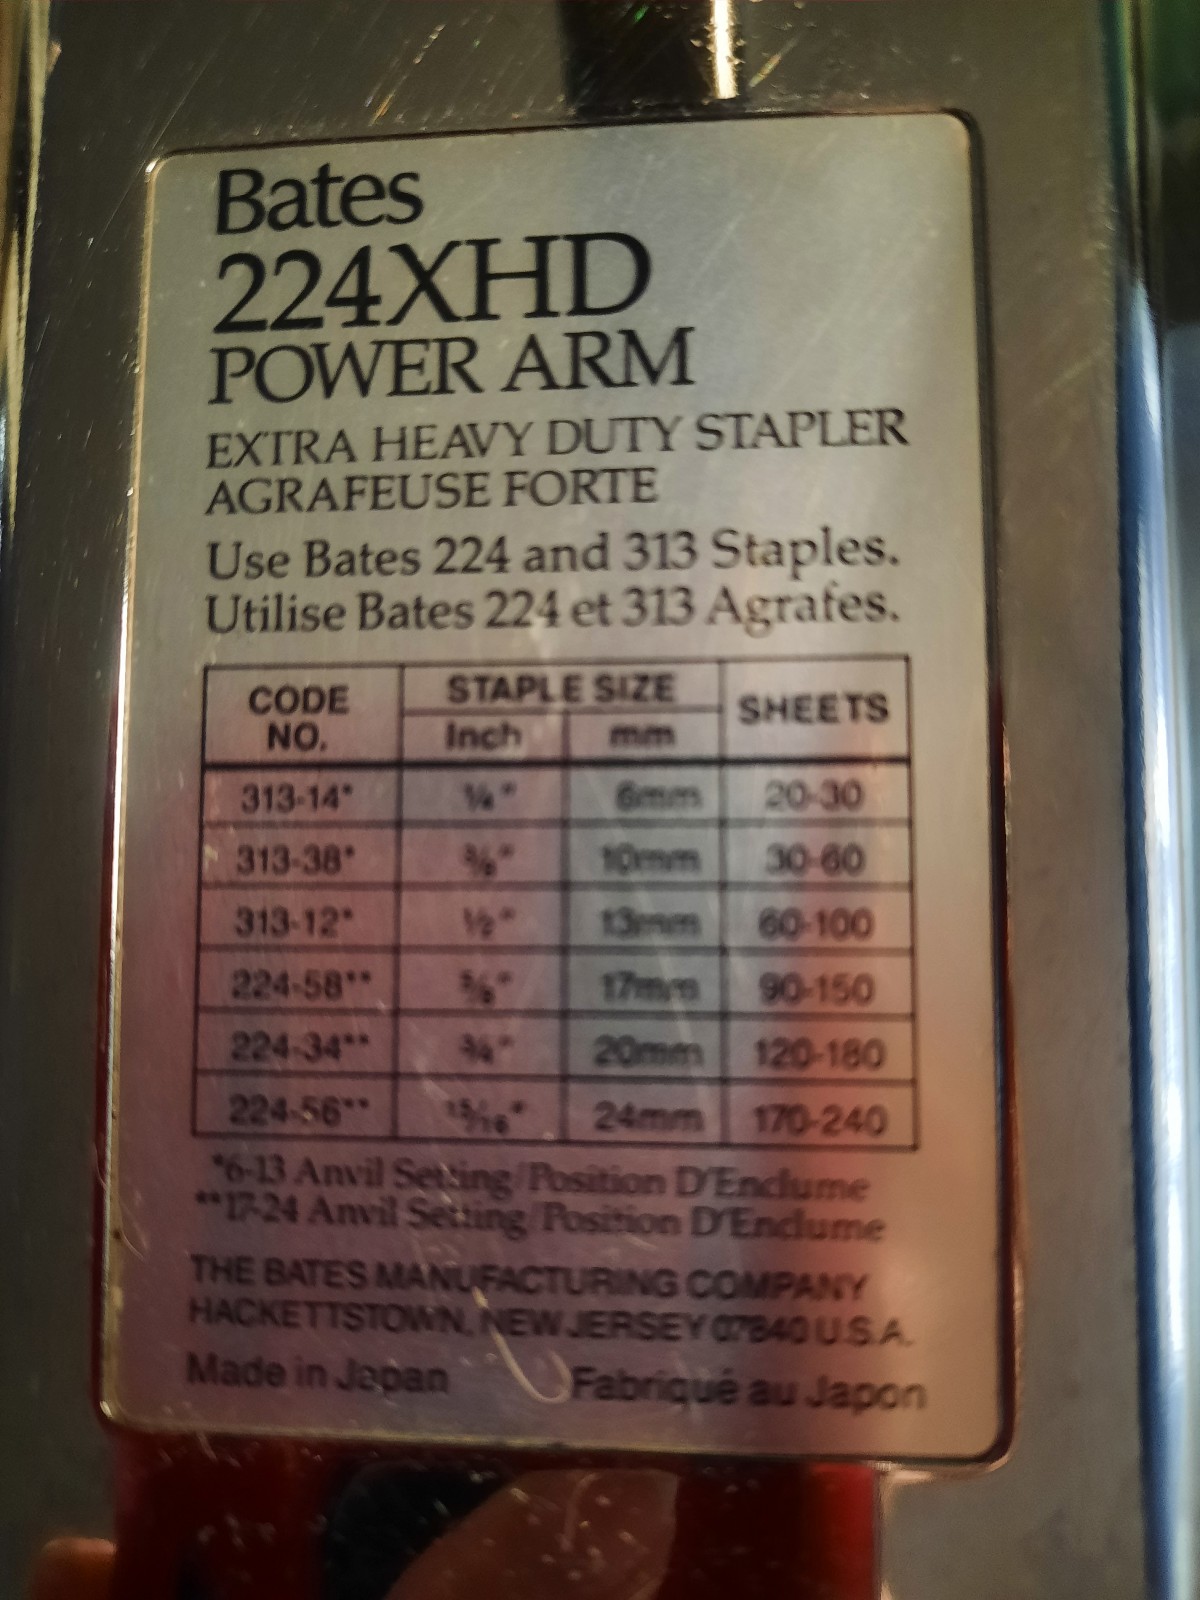 Bates
224XHD
POWER ARM
EXTRA HEAVY DUTY STAPLER
AGRAFEUSE FORTE
Use Bates 224 and 313 Staples.
Utilise Bates 224 et 313 Agrafes.
CODE NO. STAPLE SIZE SHEETS
Inch mm
313-14* ¼" 6mm 20-30
313-38* ⅜" 10mm 30-60
313-12* ½" 13mm 60-100
224-58** ⅝" 17mm 90-150
224-34** ¾" 20mm 120-180
224-56** 15/16" 24mm 170-240
*6-13 Anvil Setting/Position D'Enclume
**17-24 Anvil Setting/Position D'Enclume
THE BATES MANUFACTURING COMPANY
HACKETTSTOWN, NEW JERSEY 07840 U.S.A.
Made in Japan Fabriqué au Japon